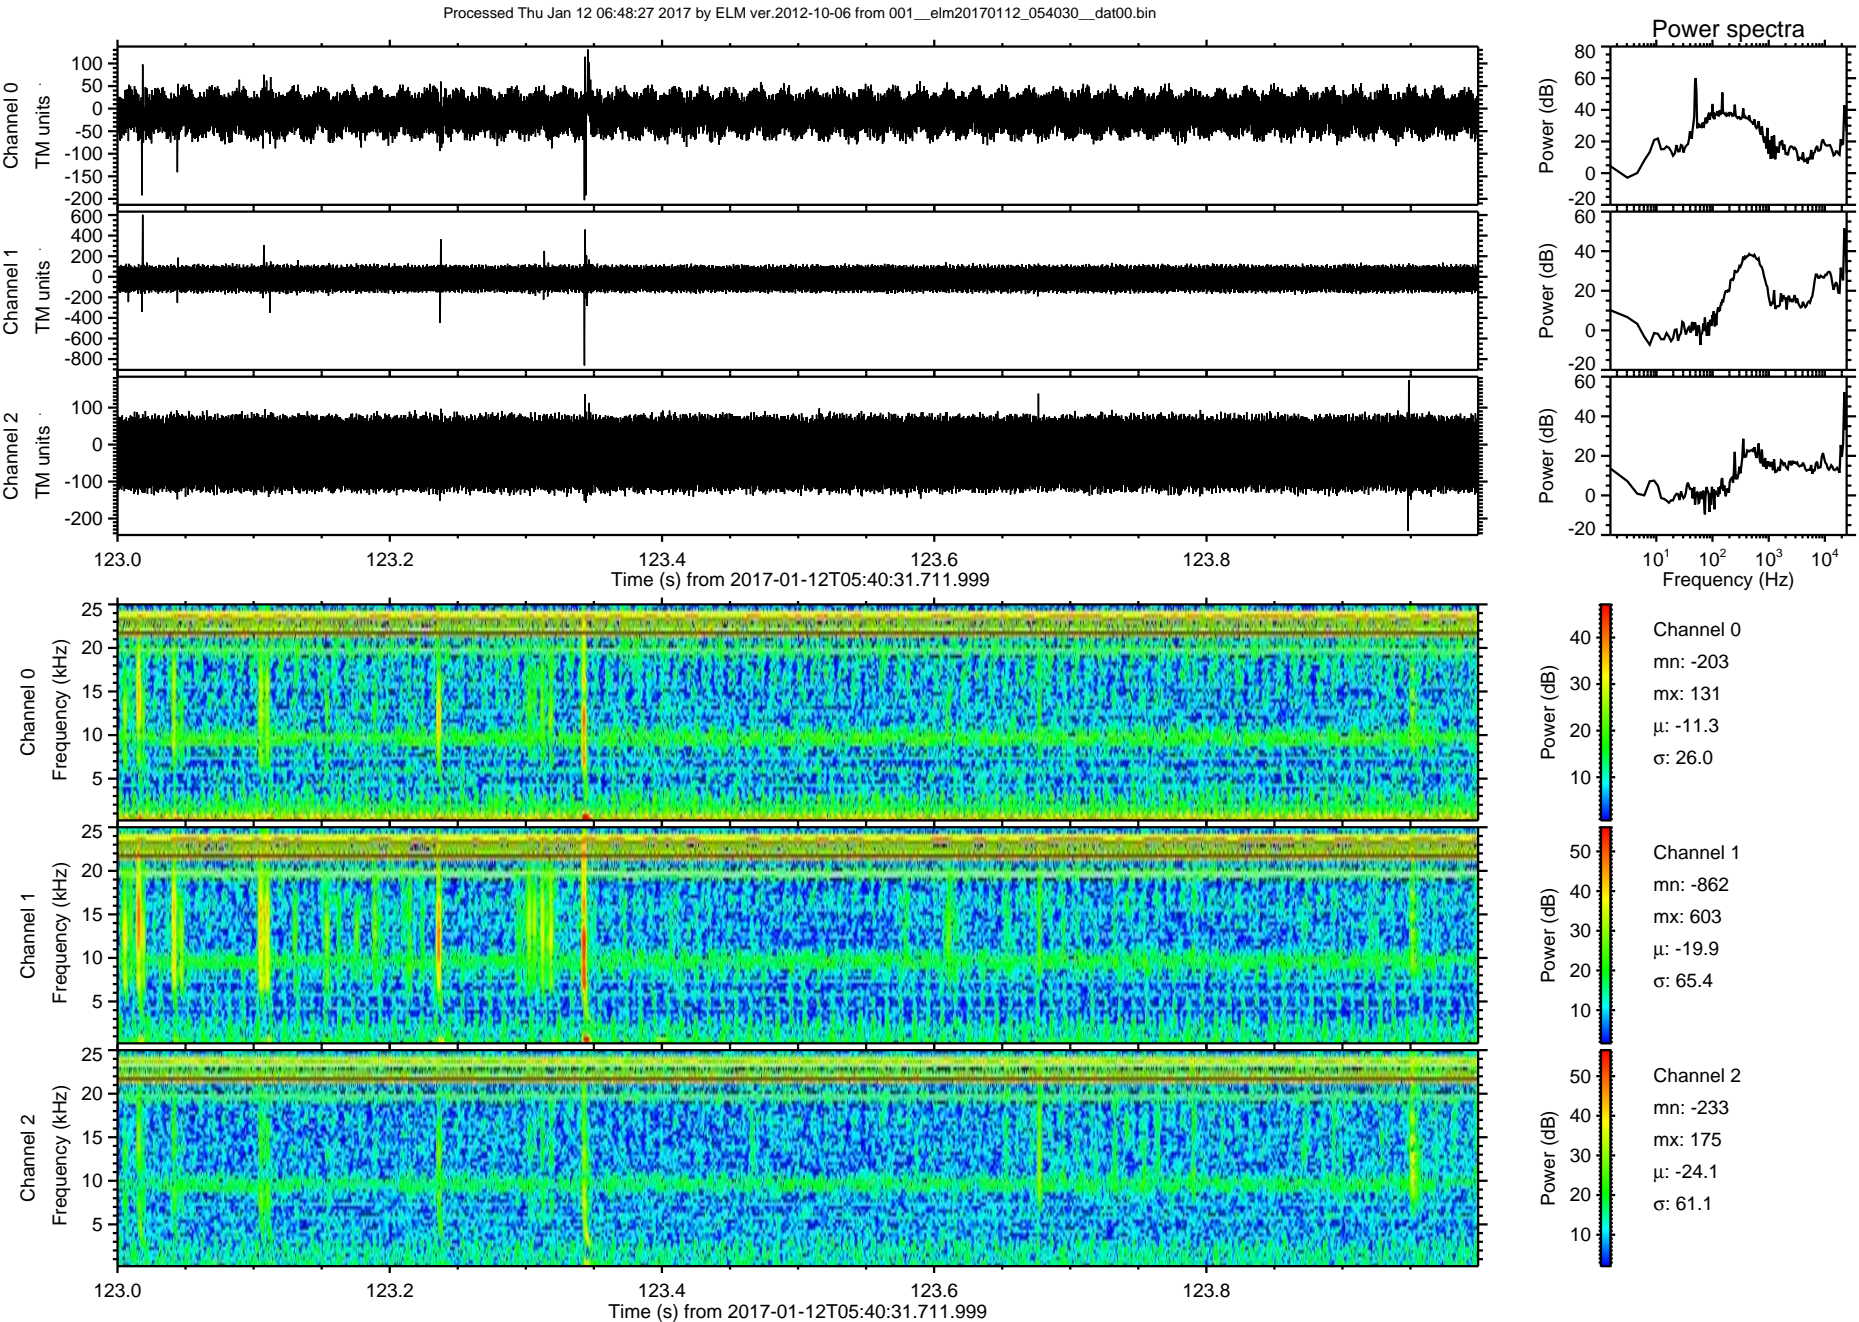 Processed Thu Jan 12 06:48:27 2017 by ELM ver.2012-10-06 from 001__elm20170112_054030__dat00.bin
Power spectra
Channel 0
TM units
100
50
0
-50
-100
-150
-200
Power (dB)
80
60
40
20
0
-20
Channel 1
TM units
600
400
200
0
-200
-400
-600
-800
Power (dB)
60
40
20
0
-20
Channel 2
TM units
100
0
-100
-200
Power (dB)
60
40
20
0
-20
123.0 123.2 123.4 123.6 123.8
Time (s) from 2017-01-12T05:40:31.711.999
10^1 10^2 10^3 10^4
Frequency (Hz)
Channel 0
Frequency (kHz)
25
20
15
10
5
Power (dB)
40
30
20
10
Channel 0
mn: -203
mx: 131
μ: -11.3
σ: 26.0
Channel 1
Frequency (kHz)
25
20
15
10
5
Power (dB)
50
40
30
20
10
Channel 1
mn: -862
mx: 603
μ: -19.9
σ: 65.4
Channel 2
Frequency (kHz)
25
20
15
10
5
Power (dB)
50
40
30
20
10
Channel 2
mn: -233
mx: 175
μ: -24.1
σ: 61.1
123.0 123.2 123.4 123.6 123.8
Time (s) from 2017-01-12T05:40:31.711.999